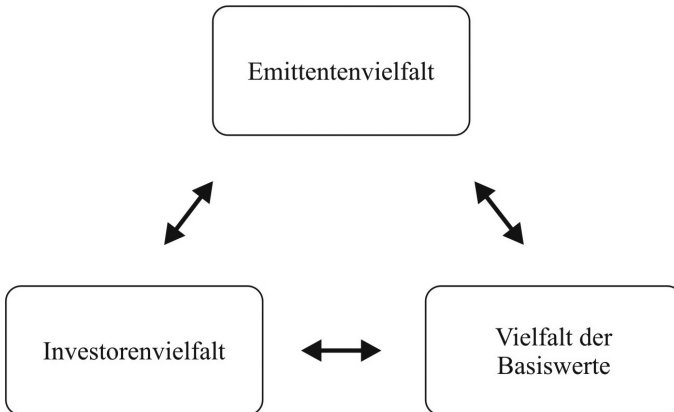 Emittentenvielfalt
Investorenvielfalt
Vielfalt der
Basiswerte